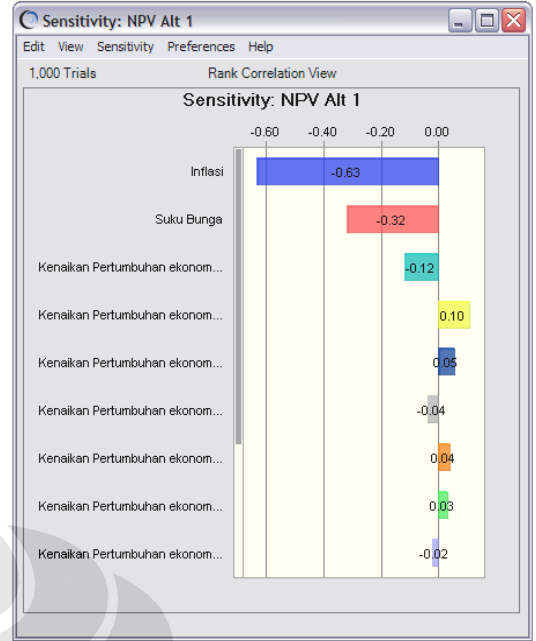 Sensitivity: NPV Alt 1
Edit View Sensitivity Preferences Help
1,000 Trials Rank Correlation View
Sensitivity: NPV Alt 1
-0.60 -0.40 -0.20 0.00
Inflasi -0.63
Suku Bunga -0.32
Kenaikan Pertumbuhan ekonom... -0.12
Kenaikan Pertumbuhan ekonom... 0.10
Kenaikan Pertumbuhan ekonom... 0.05
Kenaikan Pertumbuhan ekonom... -0.04
Kenaikan Pertumbuhan ekonom... 0.04
Kenaikan Pertumbuhan ekonom... 0.03
Kenaikan Pertumbuhan ekonom... -0.02